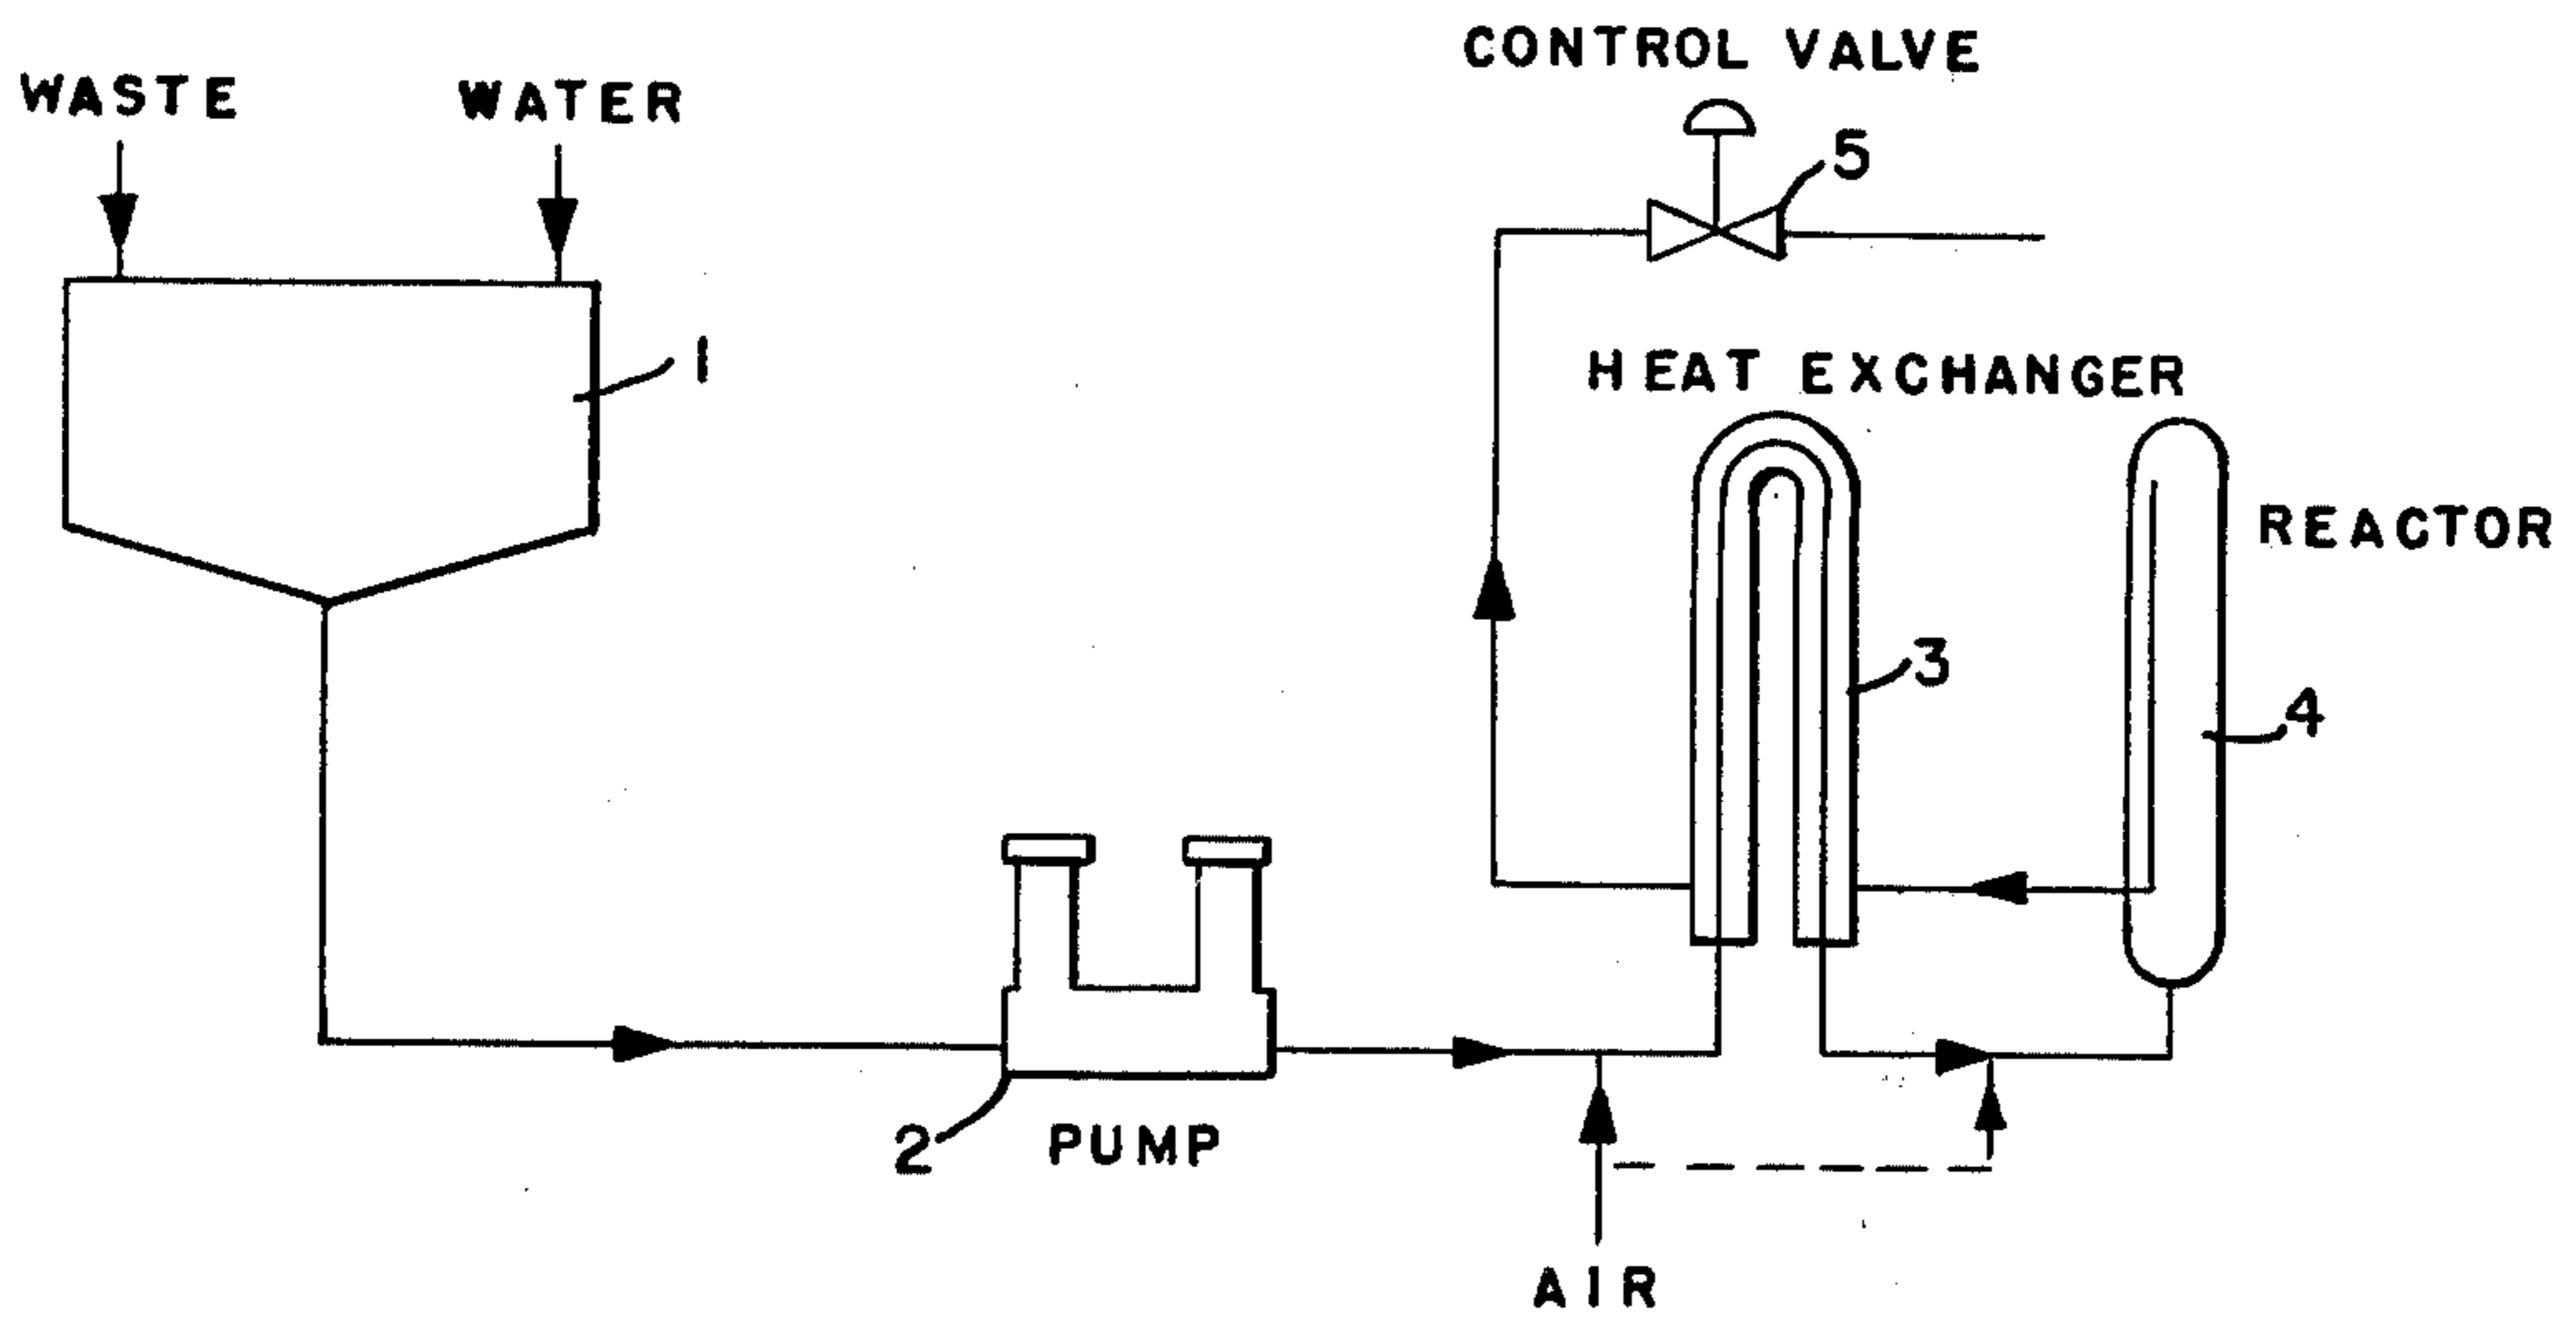 CONTROL VALVE
WASTE
WATER
5
1
HEAT EXCHANGER
REACTOR
3
4
2
PUMP
AIR